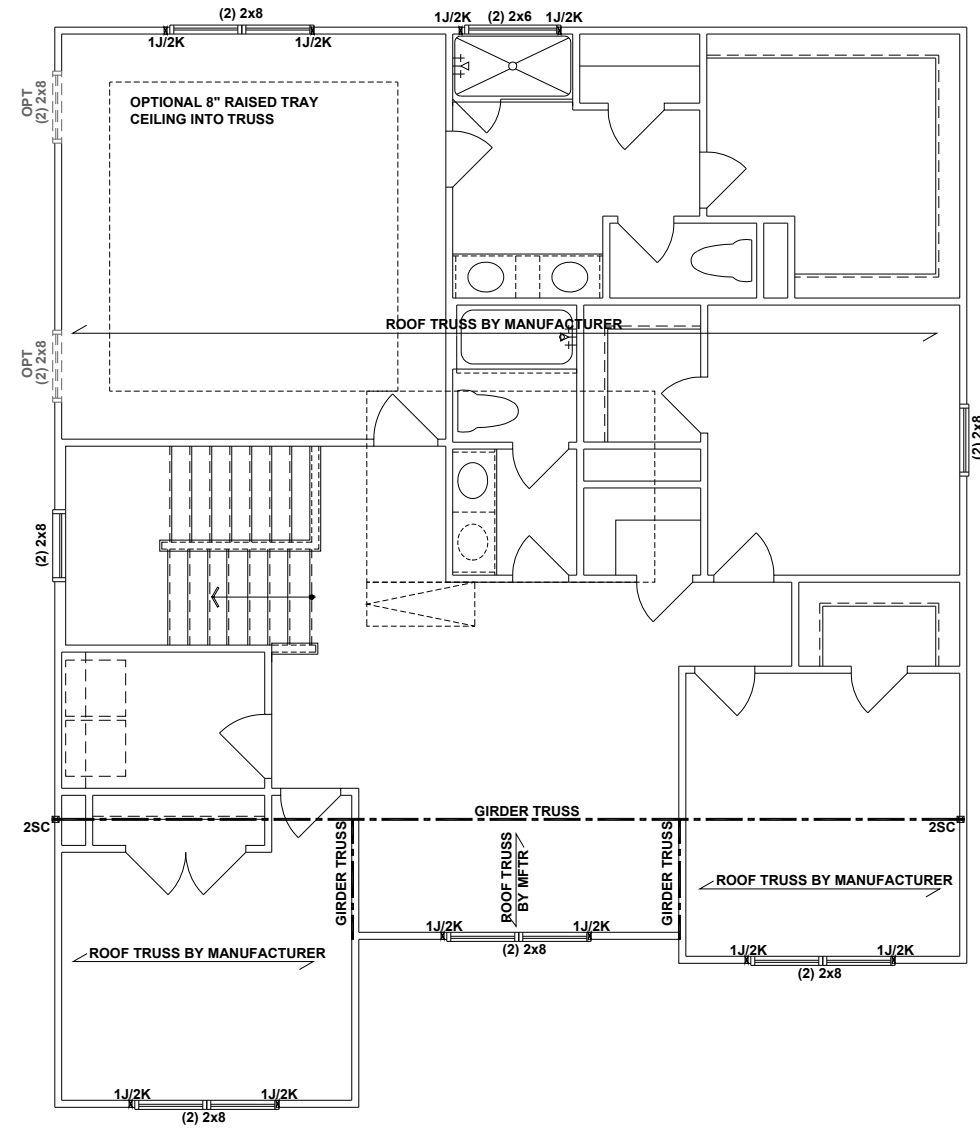 (2) 2x8
1J/2K
1J/2K
1J/2K
(2) 2x6
1J/2K
OPT
(2) 2x8
OPTIONAL 8" RAISED TRAY
CEILING INTO TRUSS
ROOF TRUSS BY MANUFACTURER
OPT
(2) 2x8
(2) 2x8
(2) 2x8
2SC
GIRDER TRUSS
2SC
GIRDER TRUSS
ROOF TRUSS
BY MFTR
GIRDER TRUSS
ROOF TRUSS BY MANUFACTURER
1J/2K
1J/2K
(2) 2x8
ROOF TRUSS BY MANUFACTURER
1J/2K
1J/2K
(2) 2x8
1J/2K
1J/2K
(2) 2x8